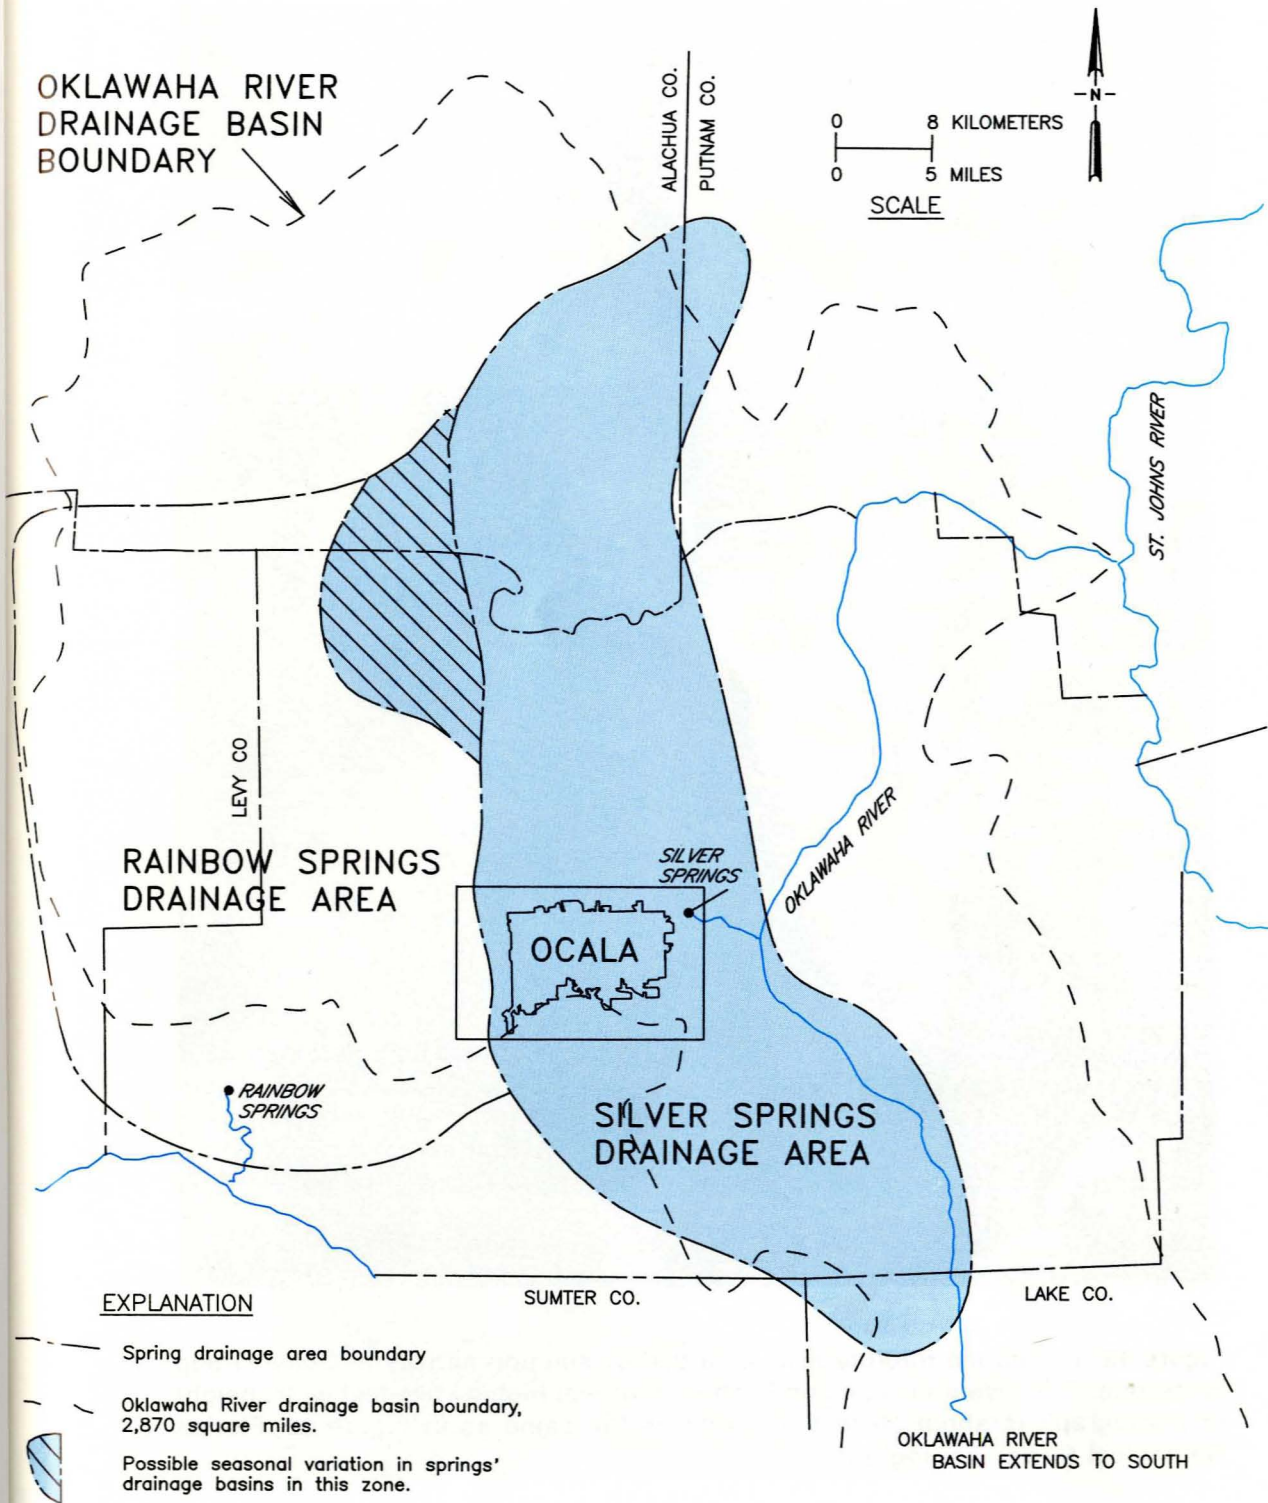 OKLAWAHA RIVER
DRAINAGE BASIN
BOUNDARY
ALACHUA CO.
PUTNAM CO.
0 8 KILOMETERS
0 5 MILES
SCALE
N
ST. JOHNS RIVER
LEVY CO
RAINBOW SPRINGS
DRAINAGE AREA
SILVER
SPRINGS
OKLAWAHA RIVER
OCALA
RAINBOW
SPRINGS
SILVER SPRINGS
DRAINAGE AREA
SUMTER CO.
LAKE CO.
EXPLANATION
Spring drainage area boundary
Oklawaha River drainage basin boundary,
2,870 square miles.
Possible seasonal variation in springs'
drainage basins in this zone.
OKLAWAHA RIVER
BASIN EXTENDS TO SOUTH